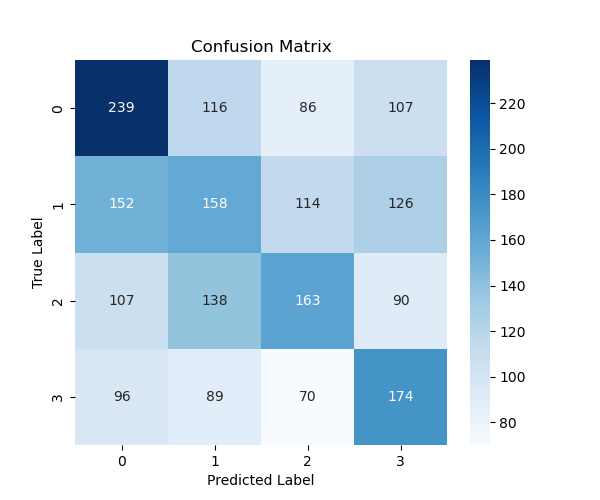 Confusion Matrix
0 239 116 86 107
1 152 158 114 126
2 107 138 163 90
3 96 89 70 174
0 1 2 3
True Label
Predicted Label
220
200
180
160
140
120
100
80